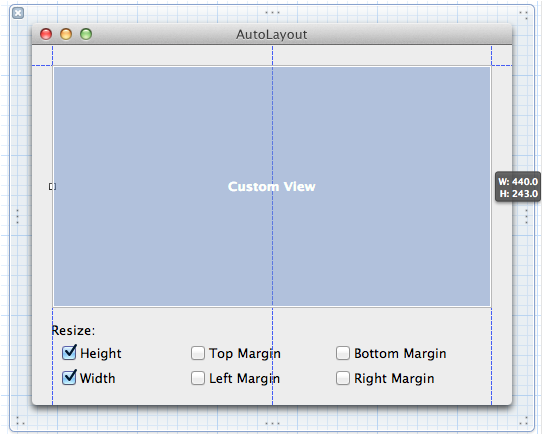 AutoLayout
Custom View
W: 440.0
H: 243.0
Resize:
Height Top Margin Bottom Margin
Width Left Margin Right Margin